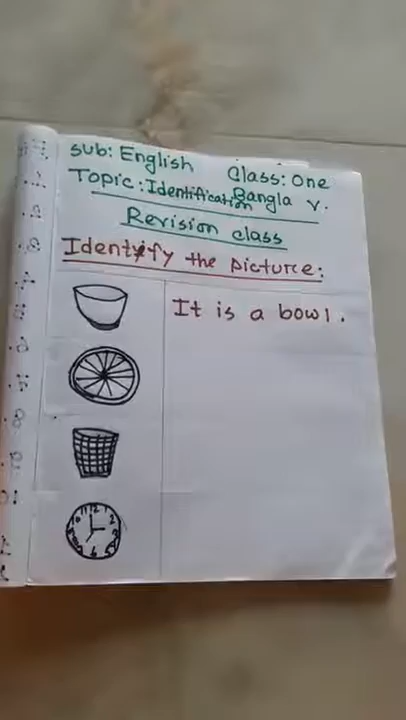 sub: English Class: One
Topic: Identification Bangla v.
Revision class
Identify the picture:
It is a bowl.